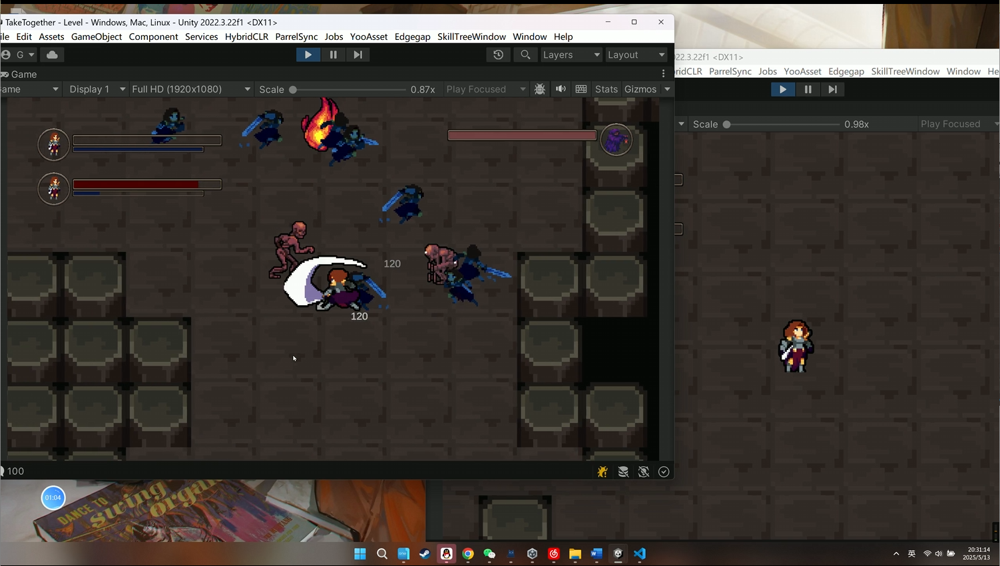 TakeTogether - Level - Windows, Mac, Linux - Unity 2022.3.22f1 <DX11>
ile Edit Assets GameObject Component Services HybridCLR ParrelSync Jobs YooAsset Edgegap SkillTreeWindow Window Help
G Layers Layout
Game
ame Display 1 Full HD (1920x1080) Scale 0.87x Play Focused Stats Gizmos
120
120
100
022.3.22f1 <DX11>
bridCLR ParrelSync Jobs YooAsset Edgegap SkillTreeWindow Window He
Scale 0.98x Play Focused
01:04
DANCE TO
swing
organ
英
20:31:14
2025/5/13